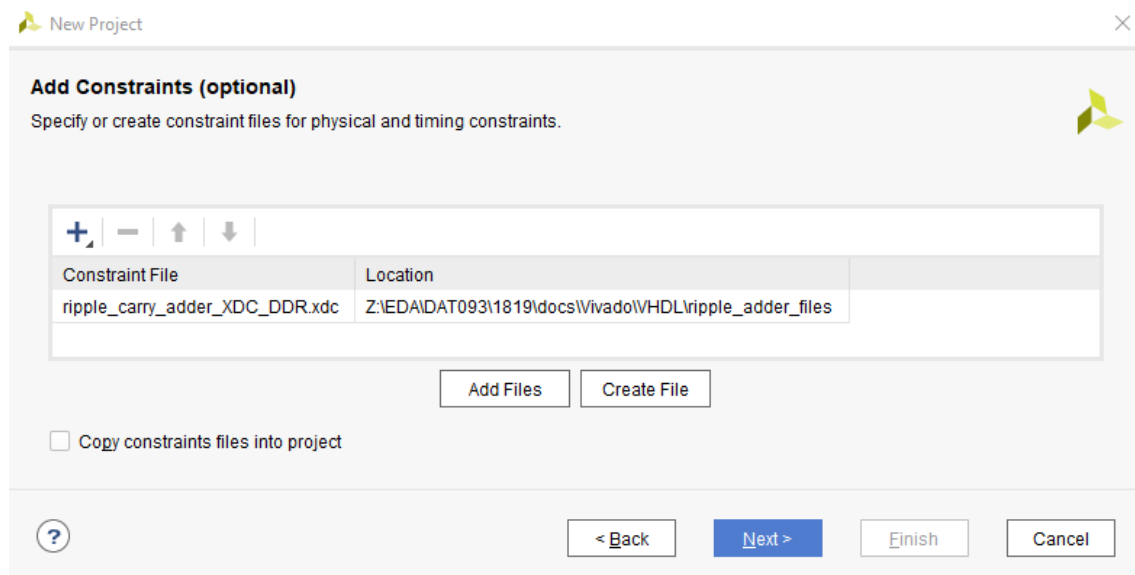 New Project
Add Constraints (optional)
Specify or create constraint files for physical and timing constraints.
Constraint File Location
ripple_carry_adder_XDC_DDR.xdc Z:\EDA\DAT093\1819\docs\Vivado\VHDL\ripple_adder_files
Add Files Create File
Copy constraints files into project
? < Back Next > Finish Cancel